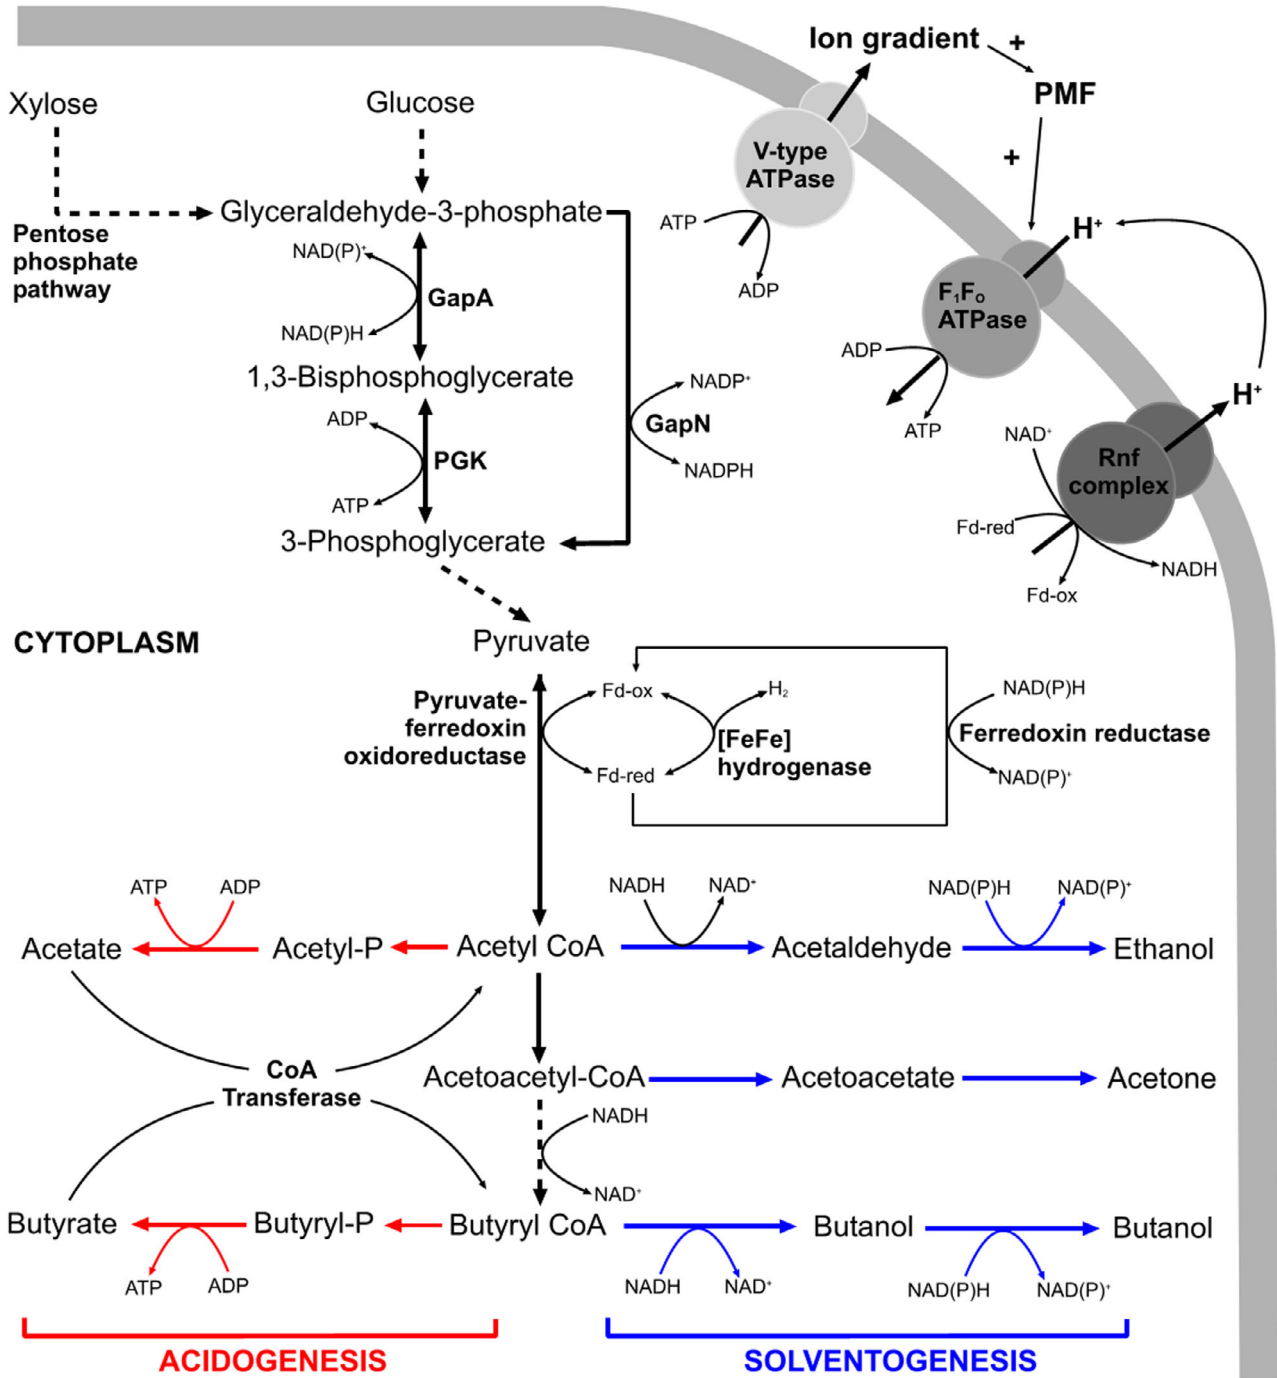 Ion gradient
+
PMF
+
Xylose
Glucose
V-type
ATPase
ATP
ADP
Glyceraldehyde-3-phosphate
Pentose
phosphate
pathway
NAD(P)⁺
GapA
NAD(P)H
1,3-Bisphosphoglycerate
ADP
PGK
ATP
3-Phosphoglycerate
NADP⁺
GapN
NADPH
H⁺
F₁F₀
ATPase
ADP
ATP
H⁺
NAD⁺
Rnf
complex
Fd-red
NADH
Fd-ox
CYTOPLASM
Pyruvate
Pyruvate-
ferredoxin
oxidoreductase
Fd-ox
H₂
[FeFe]
hydrogenase
Fd-red
NAD(P)H
Ferredoxin reductase
NAD(P)⁺
ATP
ADP
NADH
NAD⁺
NAD(P)H
NAD(P)⁺
Acetate
Acetyl-P
Acetyl CoA
Acetaldehyde
Ethanol
CoA
Transferase
Acetoacetyl-CoA
Acetoacetate
Acetone
NADH
NAD⁺
Butyrate
Butyryl-P
Butyryl CoA
Butanol
Butanol
ATP
ADP
NADH
NAD⁺
NAD(P)H
NAD(P)⁺
ACIDOGENESIS
SOLVENTOGENESIS